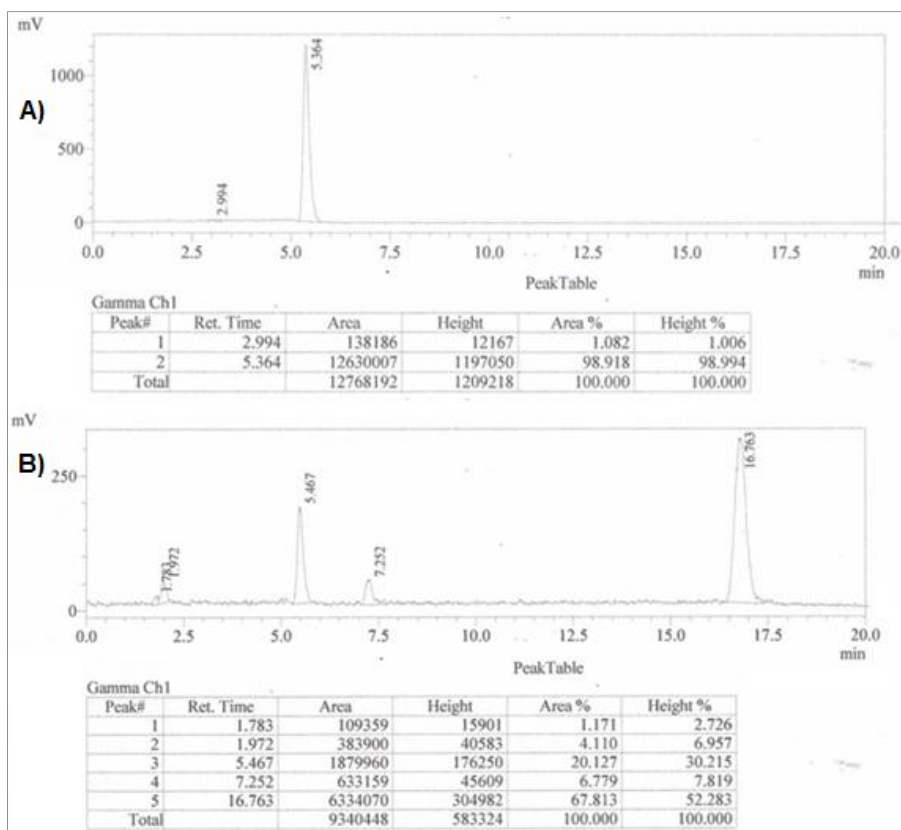 mV
1000
500
0
A)
5.364
2.994
0.0 2.5 5.0 7.5 10.0 12.5 15.0 17.5 20.0
min
PeakTable
Gamma Ch1
Peak# Ret. Time Area Height Area % Height %
1 2.994 138186 12167 1.082 1.006
2 5.364 12630007 1197050 98.918 98.994
Total 12768192 1209218 100.000 100.000
mV
250
0
B)
1.783
1.972
5.467
7.252
16.763
0.0 2.5 5.0 7.5 10.0 12.5 15.0 17.5 20.0
min
PeakTable
Gamma Ch1
Peak# Ret. Time Area Height Area % Height %
1 1.783 109359 15901 1.171 2.726
2 1.972 383900 40583 4.110 6.957
3 5.467 1879960 176250 20.127 30.215
4 7.252 633159 45609 6.779 7.819
5 16.763 6334070 304982 67.813 52.283
Total 9340448 583324 100.000 100.000